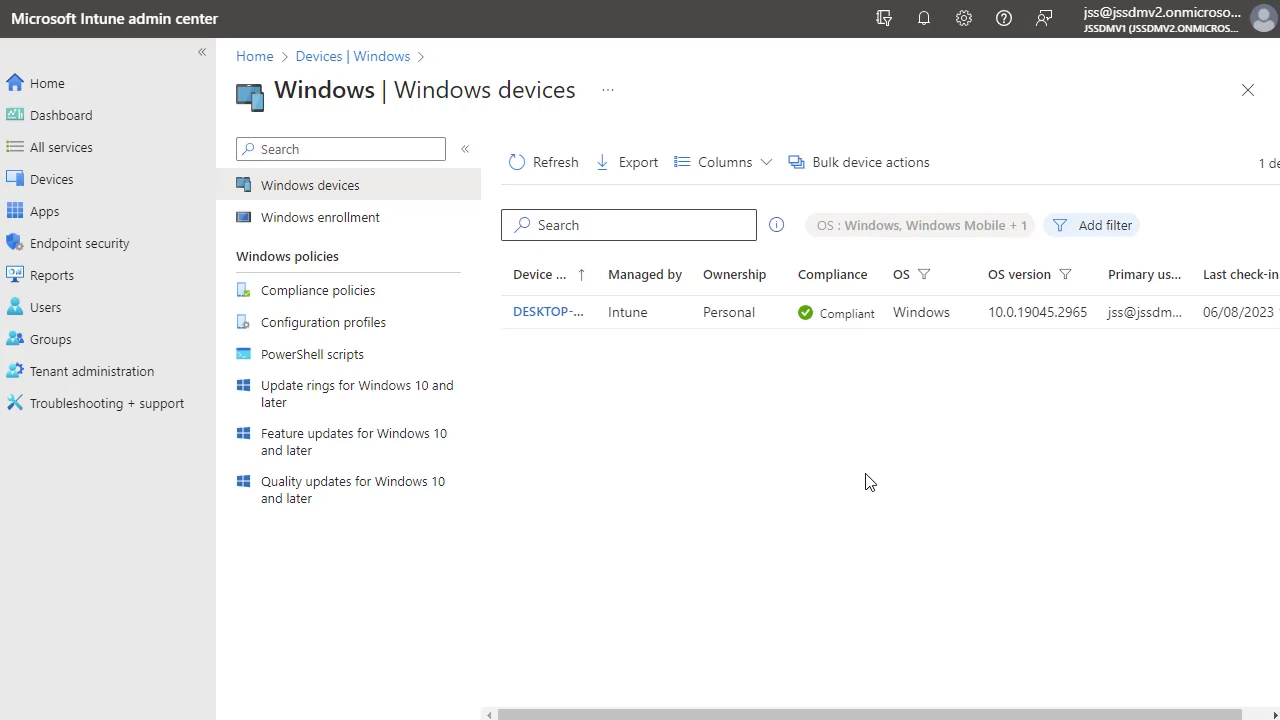 Microsoft Intune admin center
jss@jssdmv2.onmicroso...
JSSDMV1 (JSSDMV2.ONMICROS...
Home
Dashboard
All services
Devices
Apps
Endpoint security
Reports
Users
Groups
Tenant administration
Troubleshooting + support
Home > Devices | Windows >
Windows | Windows devices ...
Search
Windows devices
Windows enrollment
Windows policies
Compliance policies
Configuration profiles
PowerShell scripts
Update rings for Windows 10 and
later
Feature updates for Windows 10
and later
Quality updates for Windows 10
and later
Refresh Export Columns Bulk device actions
1 de
Search
OS : Windows, Windows Mobile + 1
Add filter
Device ... ↑ Managed by Ownership Compliance OS OS version Primary us... Last check-in
DESKTOP-... Intune Personal Compliant Windows 10.0.19045.2965 jss@jssdm... 06/08/2023